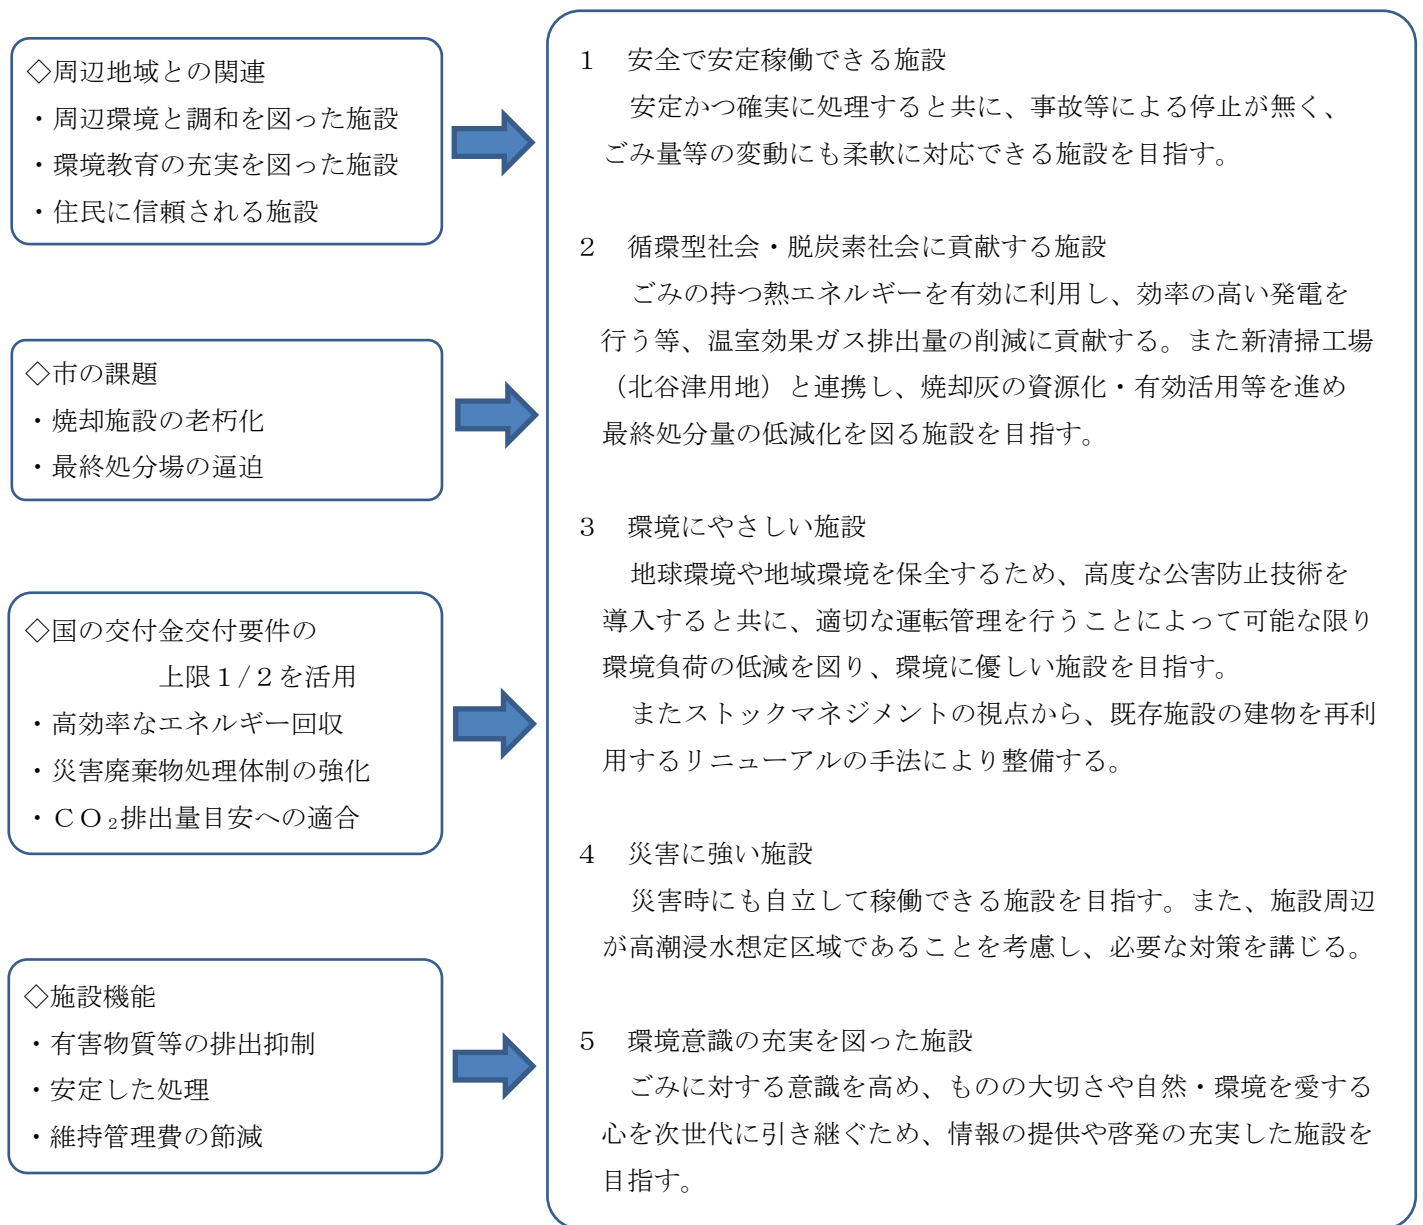 ◇周辺地域との関連
・周辺環境と調和を図った施設
・環境教育の充実を図った施設
・住民に信頼される施設
◇市の課題
・焼却施設の老朽化
・最終処分場の逼迫
◇国の交付金交付要件の
上限1/2を活用
・高効率なエネルギー回収
・災害廃棄物処理体制の強化
・CO₂排出量目安への適合
◇施設機能
・有害物質等の排出抑制
・安定した処理
・維持管理費の節減
1 安全で安定稼働できる施設
安定かつ確実に処理すると共に、事故等による停止が無く、
ごみ量等の変動にも柔軟に対応できる施設を目指す。
2 循環型社会・脱炭素社会に貢献する施設
ごみの持つ熱エネルギーを有効に利用し、効率の高い発電を
行う等、温室効果ガス排出量の削減に貢献する。また新清掃工場
(北谷津用地)と連携し、焼却灰の資源化・有効活用等を進め
最終処分量の低減化を図る施設を目指す。
3 環境にやさしい施設
地球環境や地域環境を保全するため、高度な公害防止技術を
導入すると共に、適切な運転管理を行うことによって可能な限り
環境負荷の低減を図り、環境に優しい施設を目指す。
またストックマネジメントの視点から、既存施設の建物を再利
用するリニューアルの手法により整備する。
4 災害に強い施設
災害時にも自立して稼働できる施設を目指す。また、施設周辺
が高潮浸水想定区域であることを考慮し、必要な対策を講じる。
5 環境意識の充実を図った施設
ごみに対する意識を高め、ものの大切さや自然・環境を愛する
心を次世代に引き継ぐため、情報の提供や啓発の充実した施設を
目指す。